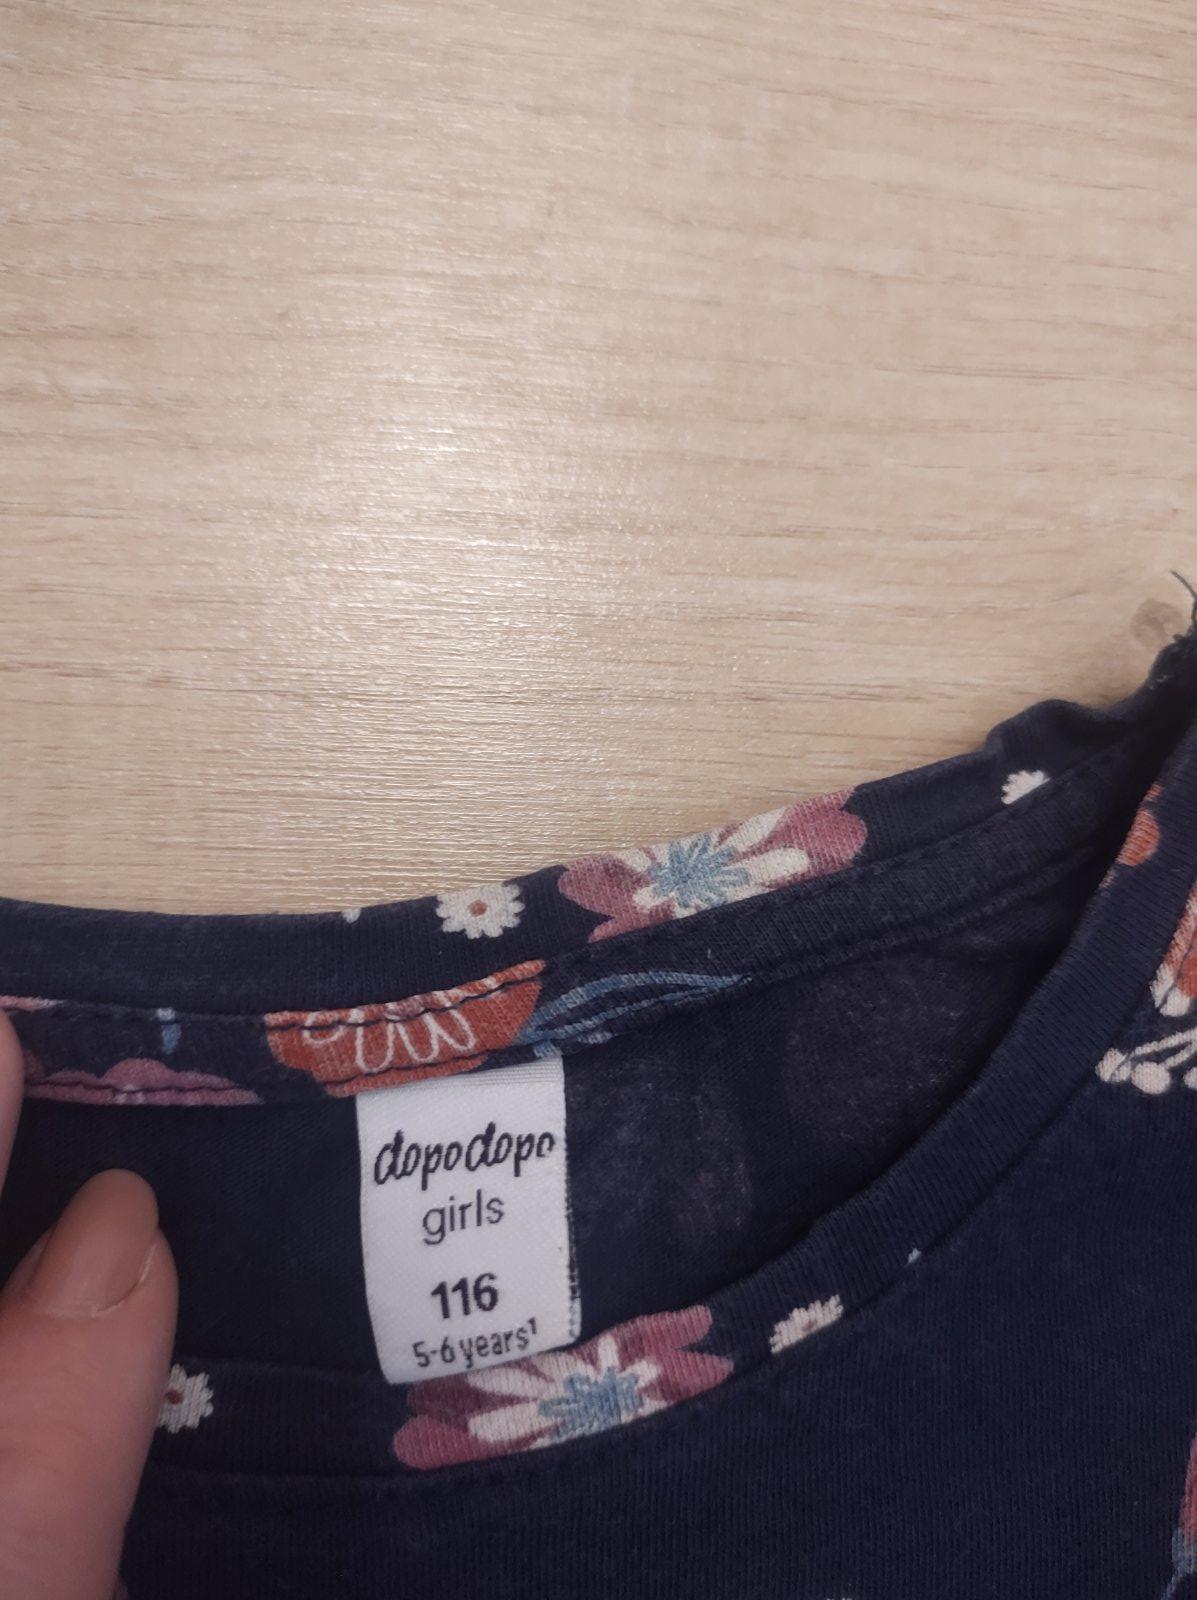 dopodopo
girls
116
5-6 years¹